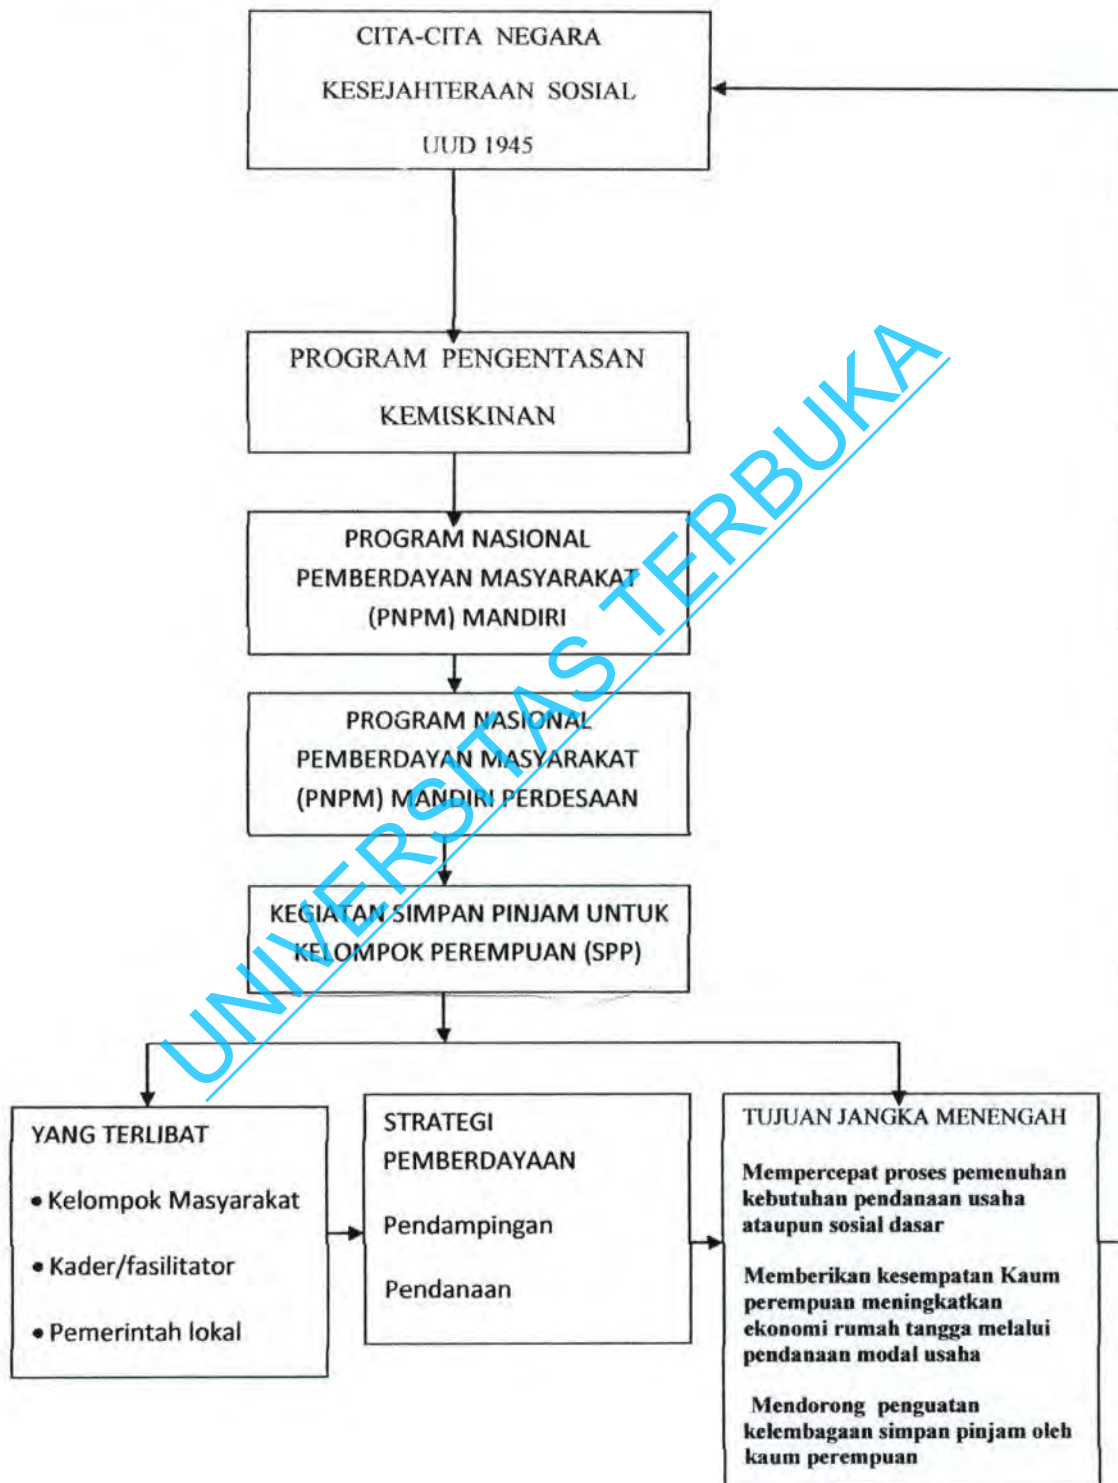 CITA-CITA NEGARA
KESEJAHTERAAN SOSIAL
UUD 1945
PROGRAM PENGENTASAN
KEMISKINAN
PROGRAM NASIONAL
PEMBERDAYAN MASYARAKAT
(PNPM) MANDIRI
PROGRAM NASIONAL
PEMBERDAYAN MASYARAKAT
(PNPM) MANDIRI PERDESAAN
KEGIATAN SIMPAN PINJAM UNTUK
KELOMPOK PEREMPUAN (SPP)
YANG TERLIBAT
• Kelompok Masyarakat
• Kader/fasilitator
• Pemerintah lokal
STRATEGI
PEMBERDAYAAN
Pendampingan
Pendanaan
TUJUAN JANGKA MENENGAH
Mempercepat proses pemenuhan
kebutuhan pendanaan usaha
ataupun sosial dasar
Memberikan kesempatan Kaum
perempuan meningkatkan
ekonomi rumah tangga melalui
pendanaan modal usaha
Mendorong penguatan
kelembagaan simpan pinjam oleh
kaum perempuan
UNIVERSITAS TERBUKA